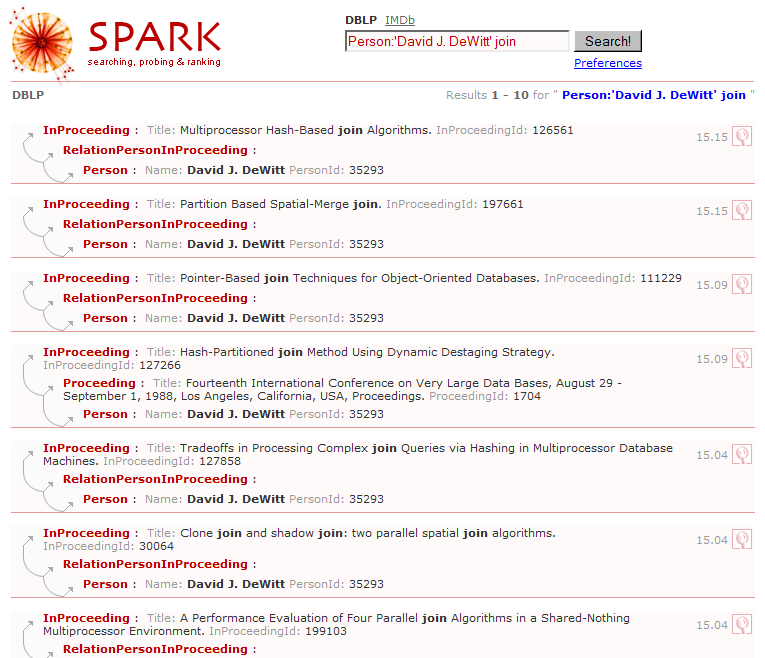 SPARK
searching, probing & ranking
DBLP IMDb
Person:'David J. DeWitt' join
Search!
Preferences
DBLP
Results 1 - 10 for " Person:'David J. DeWitt' join "
InProceeding : Title: Multiprocessor Hash-Based join Algorithms. InProceedingId: 126561
15.15
RelationPersonInProceeding :
Person : Name: David J. DeWitt PersonId: 35293
InProceeding : Title: Partition Based Spatial-Merge join. InProceedingId: 197661
15.15
RelationPersonInProceeding :
Person : Name: David J. DeWitt PersonId: 35293
InProceeding : Title: Pointer-Based join Techniques for Object-Oriented Databases. InProceedingId: 111229
15.09
RelationPersonInProceeding :
Person : Name: David J. DeWitt PersonId: 35293
InProceeding : Title: Hash-Partitioned join Method Using Dynamic Destaging Strategy.
InProceedingId: 127266
15.09
Proceeding : Title: Fourteenth International Conference on Very Large Data Bases, August 29 -
September 1, 1988, Los Angeles, California, USA, Proceedings. ProceedingId: 1704
Person : Name: David J. DeWitt PersonId: 35293
InProceeding : Title: Tradeoffs in Processing Complex join Queries via Hashing in Multiprocessor Database
Machines. InProceedingId: 127858
15.04
RelationPersonInProceeding :
Person : Name: David J. DeWitt PersonId: 35293
InProceeding : Title: Clone join and shadow join: two parallel spatial join algorithms.
InProceedingId: 30064
15.04
RelationPersonInProceeding :
Person : Name: David J. DeWitt PersonId: 35293
InProceeding : Title: A Performance Evaluation of Four Parallel join Algorithms in a Shared-Nothing
Multiprocessor Environment. InProceedingId: 199103
15.04
RelationPersonInProceeding :